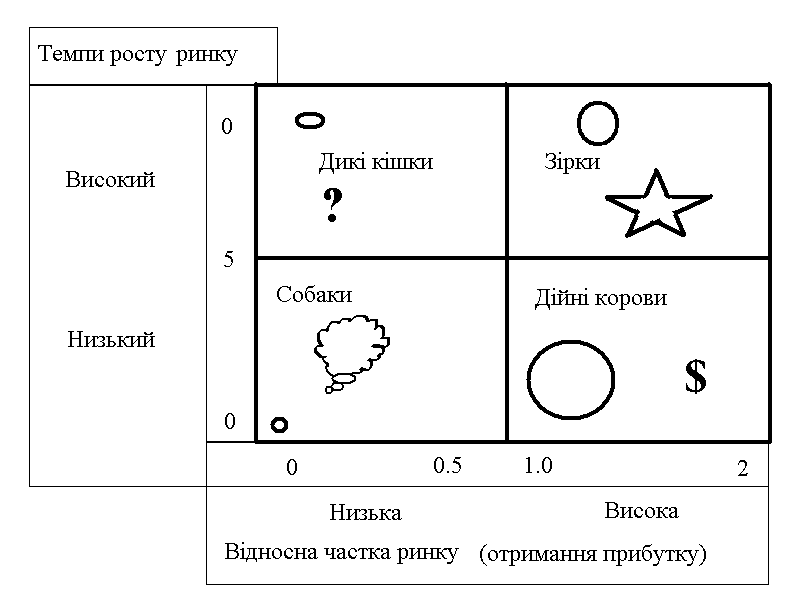 Темпи росту ринку
0
Дикі кішки
Зірки
Високий
?
5
Собаки
Дійні корови
Низький
$
0
0
0.5
1.0
2
Низька
Висока
Відносна частка ринку (отримання прибутку)